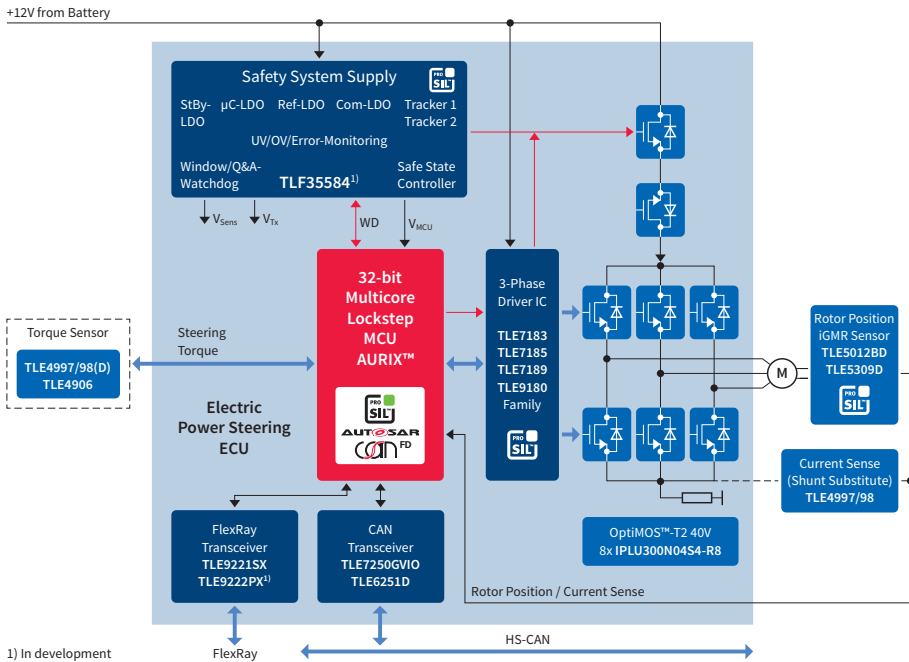 +12V from Battery
Safety System Supply
PRO
SIL
StBy-
LDO
µC-LDO
Ref-LDO
Com-LDO
Tracker 1
Tracker 2
UV/OV/Error-Monitoring
Window/Q&A-
Watchdog
TLF35584¹⁾
Safe State
Controller
VSens
VTx
WD
VMCU
32-bit
Multicore
Lockstep
MCU
AURIX™
PRO
SIL
AUTOSAR
CAN FD
3-Phase
Driver IC
TLE7183
TLE7185
TLE7189
TLE9180
Family
PRO
SIL
Torque Sensor
TLE4997/98(D)
TLE4906
Steering
Torque
Electric
Power Steering
ECU
M
Rotor Position
iGMR Sensor
TLE5012BD
TLE5309D
PRO
SIL
Current Sense
(Shunt Substitute)
TLE4997/98
FlexRay
Transceiver
TLE9221SX
TLE9222PX¹⁾
CAN
Transceiver
TLE7250GVIO
TLE6251D
OptiMOS™-T2 40V
8x IPLU300N04S4-R8
Rotor Position / Current Sense
HS-CAN
1) In development
FlexRay